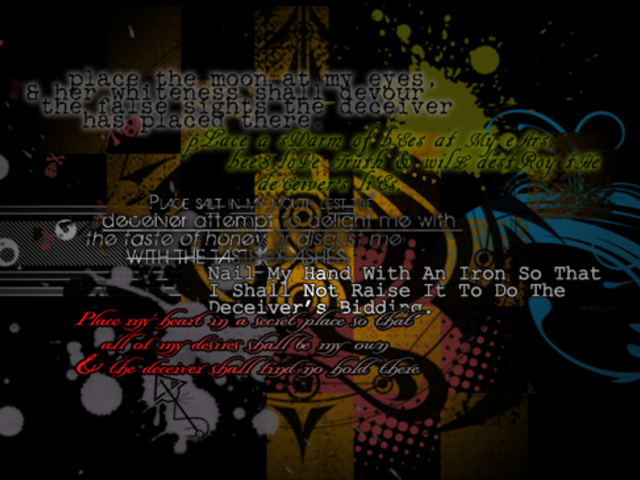 place the moon at my eyes,
& her whiteness shall devour
the false sights the deceiver
has placed there.
pLace a sWarm of bEes at My eArs.
bees loVe Truth & wilL destRoy tHe
deCeiver's liEs.
PLACE SALT IN MY MOUTH LEST THE
deceiver attempt to delight me with
the taste of honey or disgust me
WITH THE TASTE OF ASHES.
Nail My Hand With An Iron So That
I Shall Not Raise It To Do The
Deceiver's Bidding.
Place my heart in a secret place so that
all of my desires shall be my own
& the deceiver shall find no hold there.